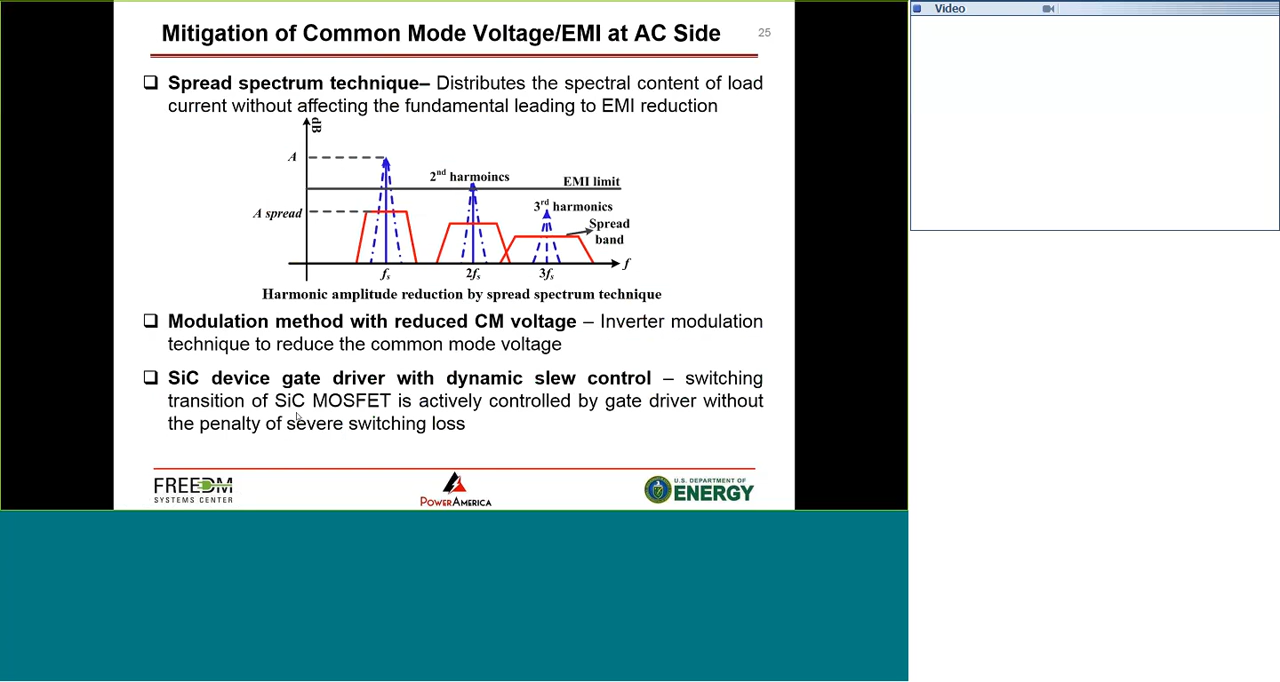 Mitigation of Common Mode Voltage/EMI at AC Side
25
Video
❑ Spread spectrum technique– Distributes the spectral content of load
current without affecting the fundamental leading to EMI reduction
dB
A
2nd harmoincs
EMI limit
3rd harmonics
A spread
Spread
band
fs
2fs
3fs
f
Harmonic amplitude reduction by spread spectrum technique
❑ Modulation method with reduced CM voltage – Inverter modulation
technique to reduce the common mode voltage
❑ SiC device gate driver with dynamic slew control – switching
transition of SiC MOSFET is actively controlled by gate driver without
the penalty of severe switching loss
FREEDM
SYSTEMS CENTER
POWERAMERICA
U.S. DEPARTMENT OF
ENERGY